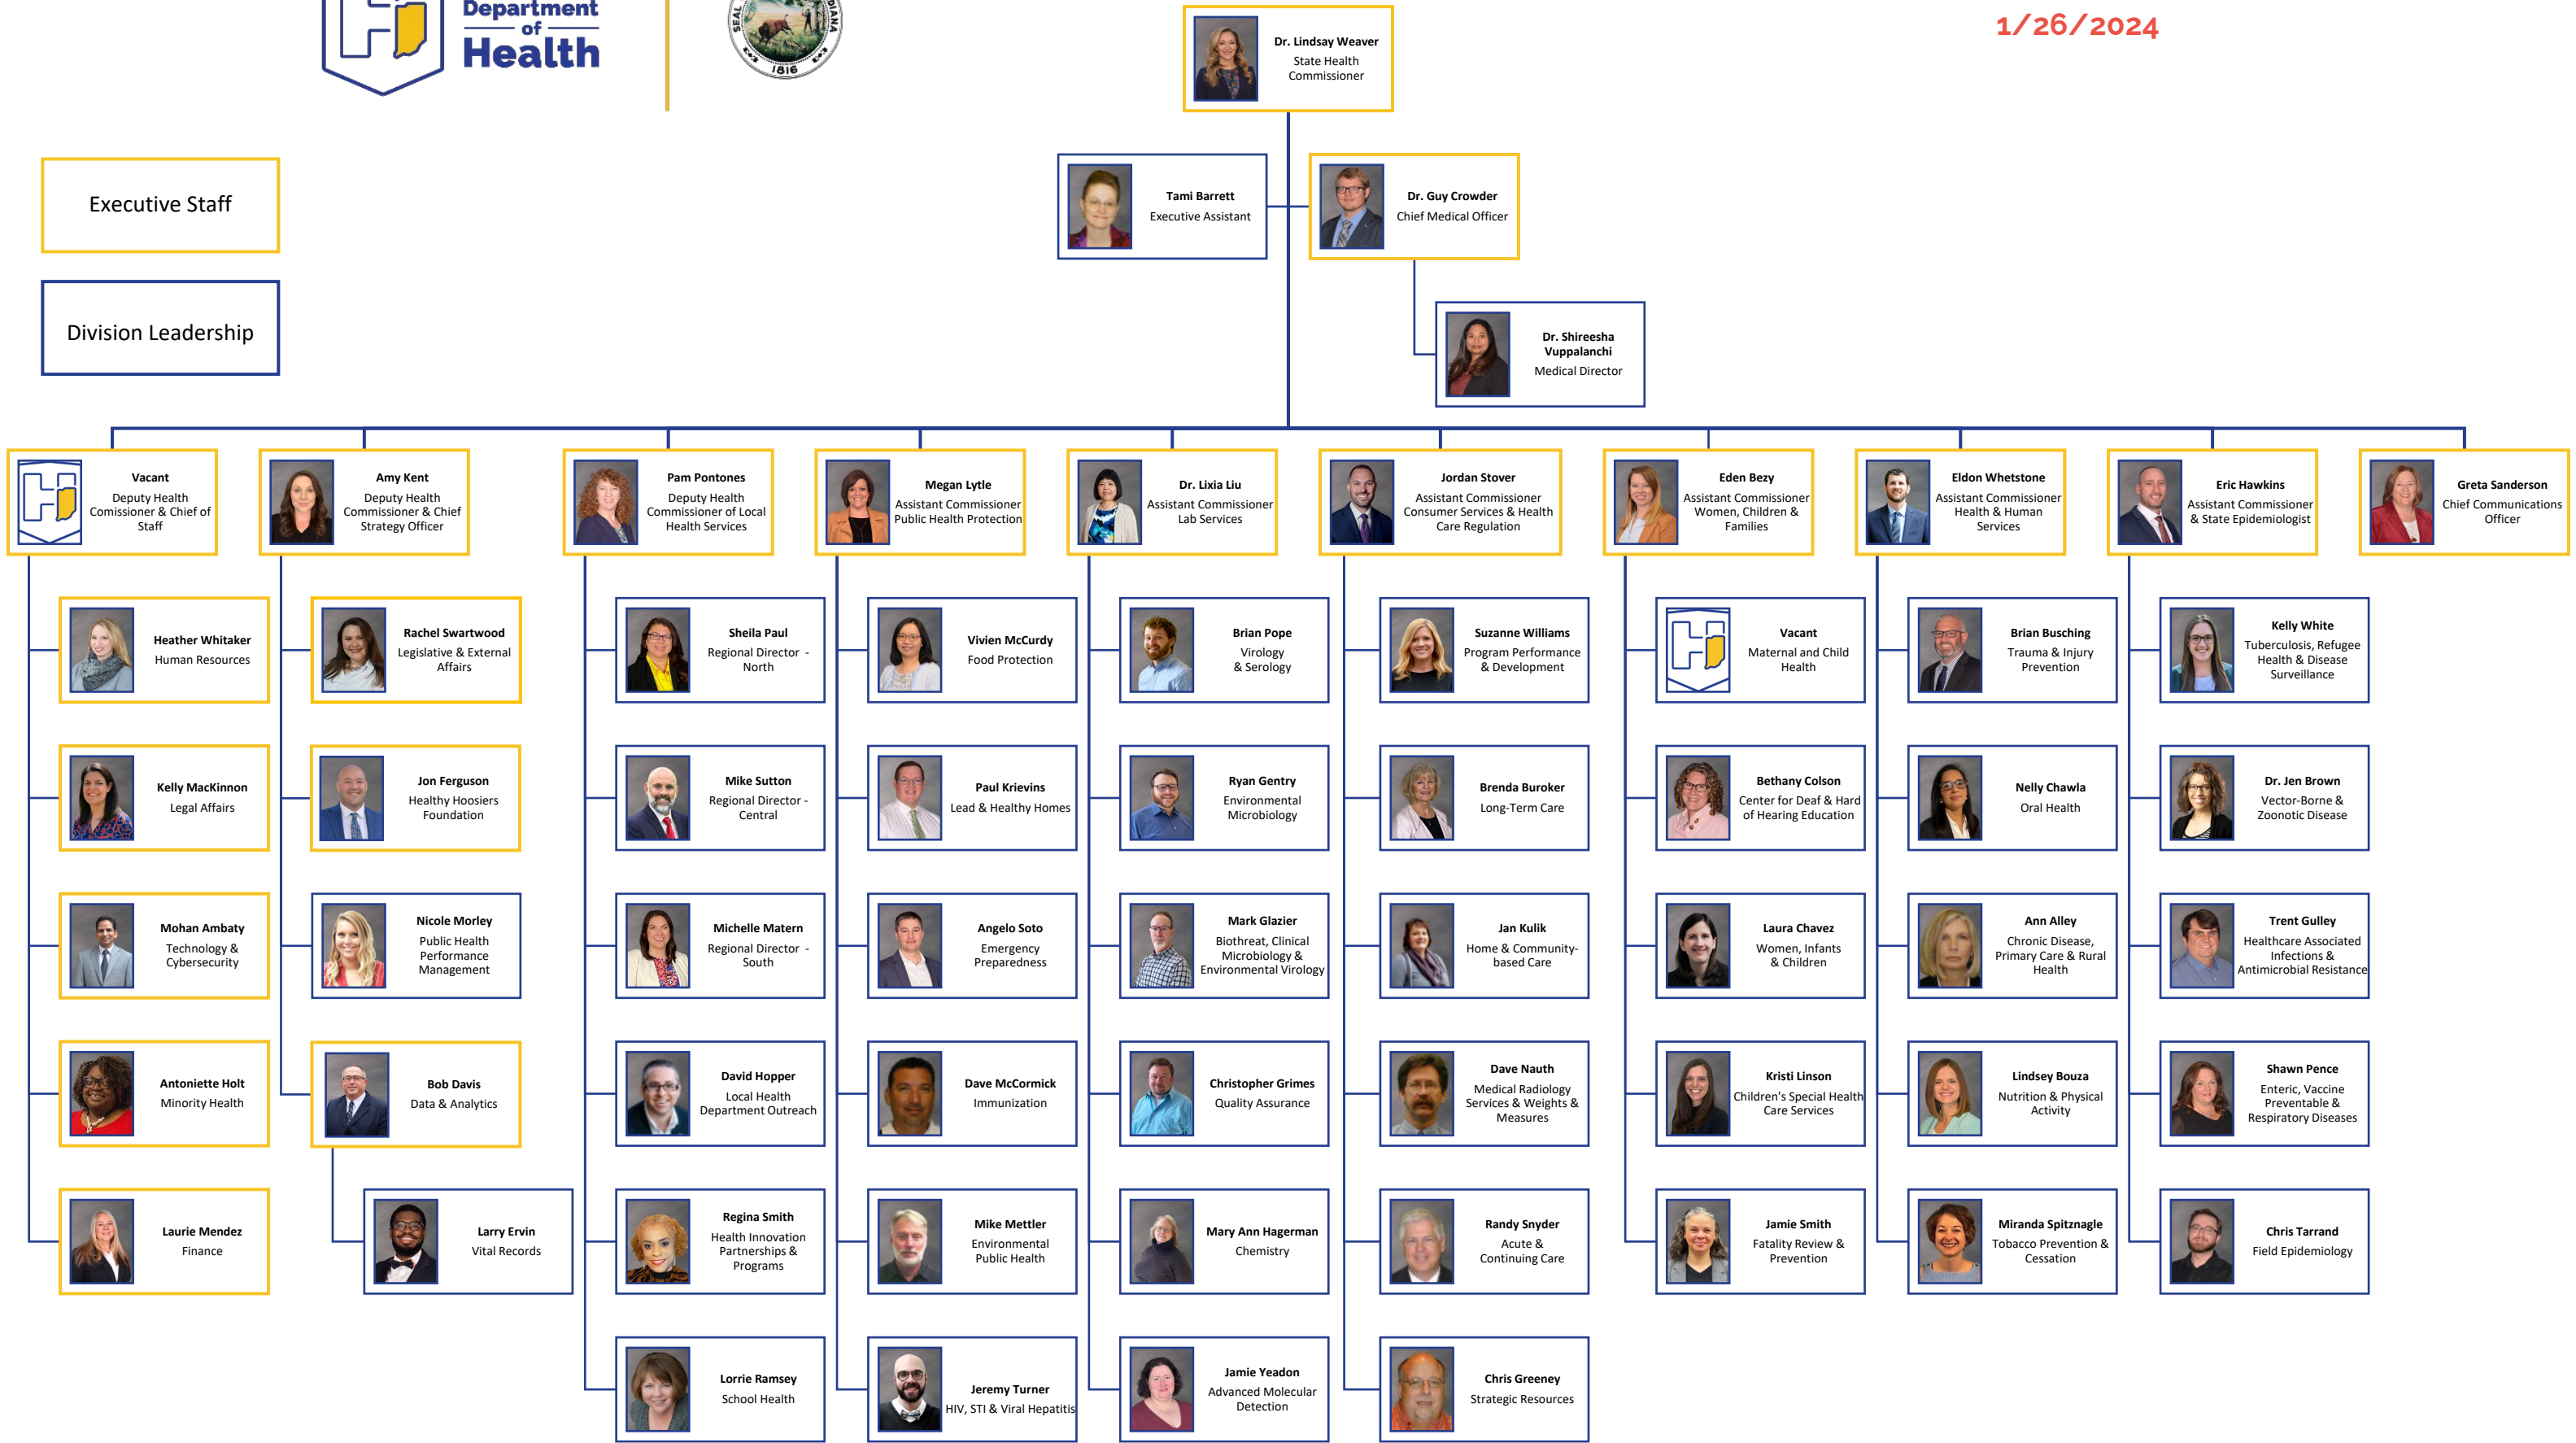 Department
of
Health
SEAL
DIANA
1816
1/26/2024
Dr. Lindsay Weaver
State Health
Commissioner
Executive Staff
Division Leadership
Tami Barrett
Executive Assistant
Dr. Guy Crowder
Chief Medical Officer
Dr. Shireesha
Vuppalanchi
Medical Director
Vacant
Deputy Health
Comissioner & Chief of
Staff
Amy Kent
Deputy Health
Commissioner & Chief
Strategy Officer
Pam Pontones
Deputy Health
Commissioner of Local
Health Services
Megan Lytle
Assistant Commissioner
Public Health Protection
Dr. Lixia Liu
Assistant Commissioner
Lab Services
Jordan Stover
Assistant Commissioner
Consumer Services & Health
Care Regulation
Eden Bezy
Assistant Commissioner
Women, Children &
Families
Eldon Whetstone
Assistant Commissioner
Health & Human
Services
Eric Hawkins
Assistant Commissioner
& State Epidemiologist
Greta Sanderson
Chief Communications
Officer
Heather Whitaker
Human Resources
Rachel Swartwood
Legislative & External
Affairs
Sheila Paul
Regional Director -
North
Vivien McCurdy
Food Protection
Brian Pope
Virology
& Serology
Suzanne Williams
Program Performance
& Development
Vacant
Maternal and Child
Health
Brian Busching
Trauma & Injury
Prevention
Kelly White
Tuberculosis, Refugee
Health & Disease
Surveillance
Kelly MacKinnon
Legal Affairs
Jon Ferguson
Healthy Hoosiers
Foundation
Mike Sutton
Regional Director -
Central
Paul Krievins
Lead & Healthy Homes
Ryan Gentry
Environmental
Microbiology
Brenda Buroker
Long-Term Care
Bethany Colson
Center for Deaf & Hard
of Hearing Education
Nelly Chawla
Oral Health
Dr. Jen Brown
Vector-Borne &
Zoonotic Disease
Mohan Ambaty
Technology &
Cybersecurity
Nicole Morley
Public Health
Performance
Management
Michelle Matern
Regional Director -
South
Angelo Soto
Emergency
Preparedness
Mark Glazier
Biothreat, Clinical
Microbiology &
Environmental Virology
Jan Kulik
Home & Community-
based Care
Laura Chavez
Women, Infants
& Children
Ann Alley
Chronic Disease,
Primary Care & Rural
Health
Trent Gulley
Healthcare Associated
Infections &
Antimicrobial Resistance
Antoniette Holt
Minority Health
Bob Davis
Data & Analytics
David Hopper
Local Health
Department Outreach
Dave McCormick
Immunization
Christopher Grimes
Quality Assurance
Dave Nauth
Medical Radiology
Services & Weights &
Measures
Kristi Linson
Children's Special Health
Care Services
Lindsey Bouza
Nutrition & Physical
Activity
Shawn Pence
Enteric, Vaccine
Preventable &
Respiratory Diseases
Laurie Mendez
Finance
Larry Ervin
Vital Records
Regina Smith
Health Innovation
Partnerships &
Programs
Mike Mettler
Environmental
Public Health
Mary Ann Hagerman
Chemistry
Randy Snyder
Acute &
Continuing Care
Jamie Smith
Fatality Review &
Prevention
Miranda Spitznagle
Tobacco Prevention &
Cessation
Chris Tarrand
Field Epidemiology
Lorrie Ramsey
School Health
Jeremy Turner
HIV, STI & Viral Hepatitis
Jamie Yeadon
Advanced Molecular
Detection
Chris Greeney
Strategic Resources